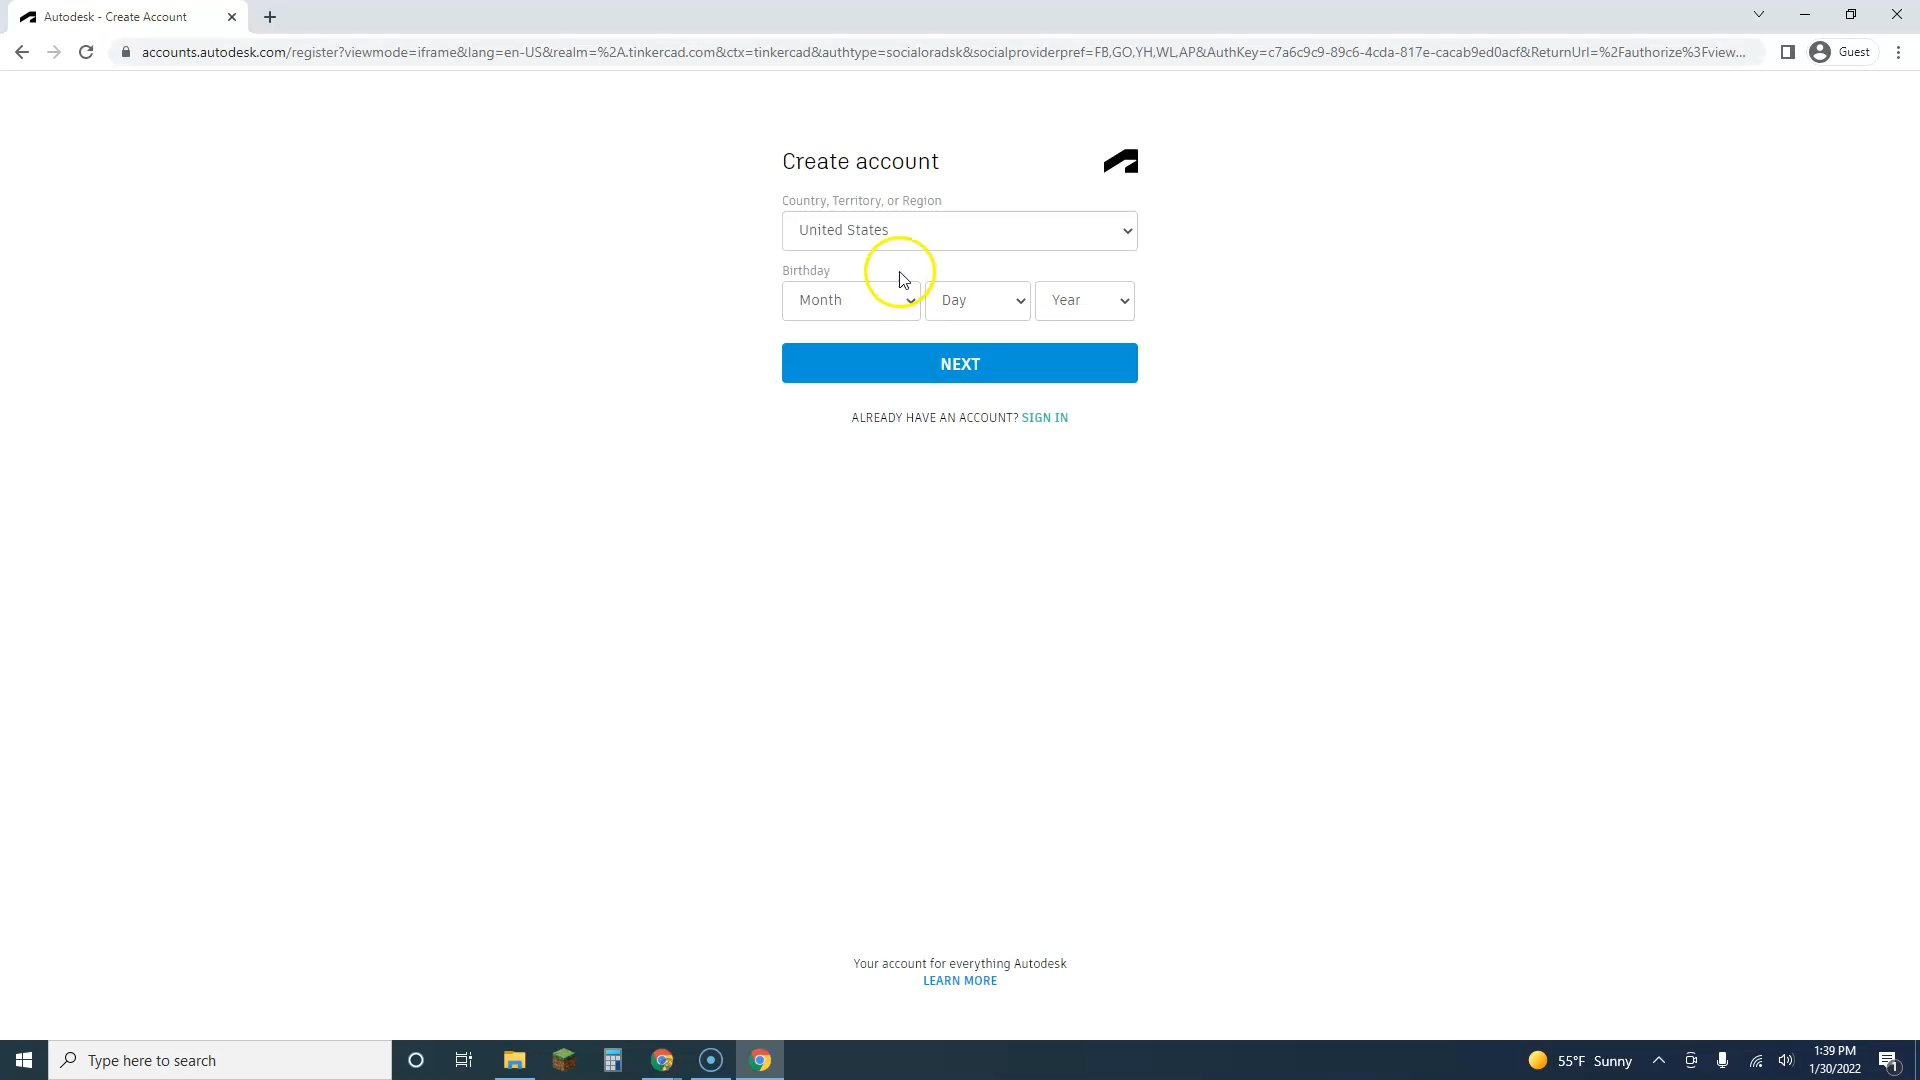 Autodesk - Create Account
accounts.autodesk.com/register?viewmode=iframe&lang=en-US&realm=%2A.tinkercad.com&ctx=tinkercad&authtype=socialoradsk&socialproviderpref=FB,GO,YH,WL,AP&AuthKey=c7a6c9c9-89c6-4cda-817e-cacab9ed0acf&ReturnUrl=%2Fauthorize%3Fview...
Guest
Create account
Country, Territory, or Region
United States
Birthday
Month Day Year
NEXT
ALREADY HAVE AN ACCOUNT? SIGN IN
Your account for everything Autodesk
LEARN MORE
Type here to search
55°F Sunny
1:39 PM
1/30/2022
1